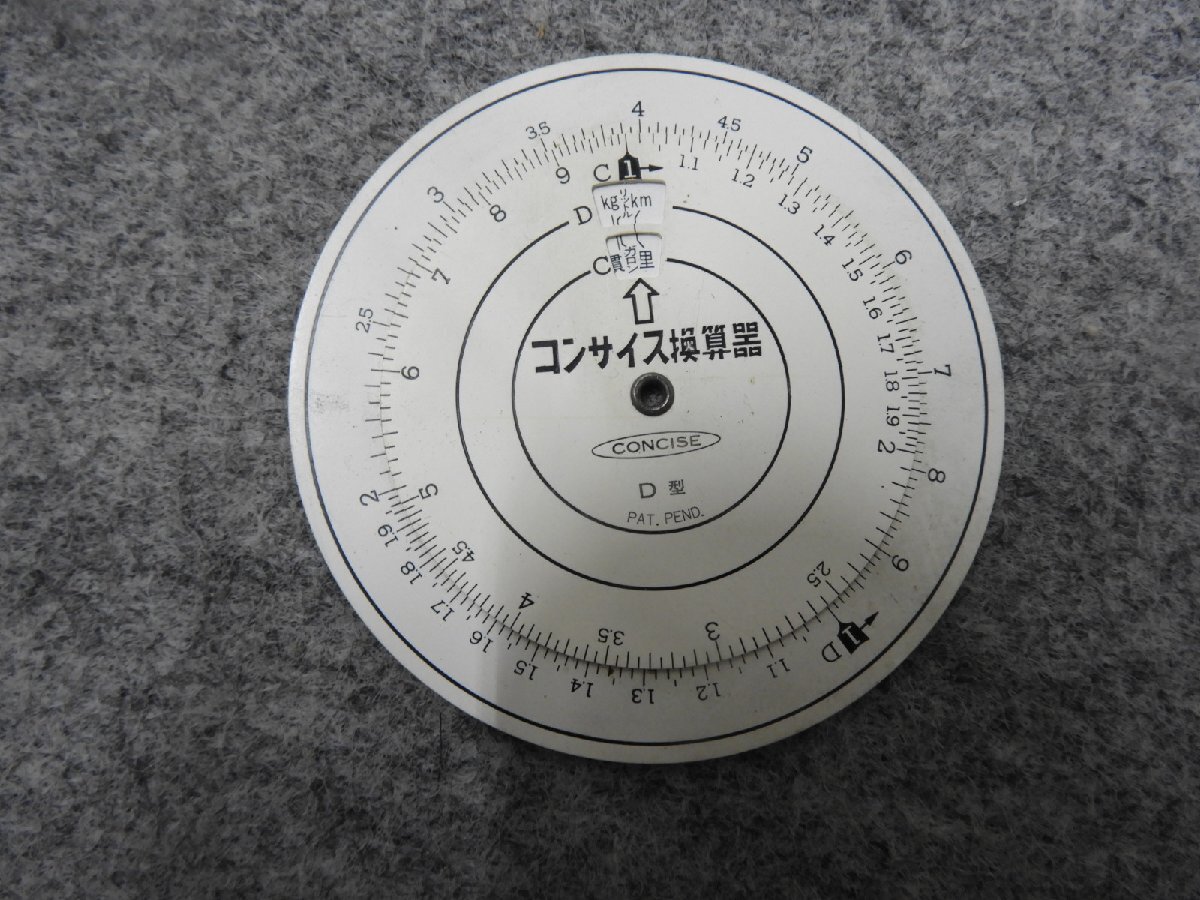 4 4.5 5 6 7 8 9 1 D 1.1 1.2 1.3 1.4 1.5 1.6 1.7 1.8 1.9 2 2.5 3 3.5
C 1 1.1 1.2 1.3 1.4 1.5 1.6 1.7 1.8 1.9 2 2.5 3 3.5 4 4.5 5 6 7 8 9
D kg リットル km
C 貫 ガロン 里
コンサイス換算器
CONCISE
D 型
PAT. PEND.